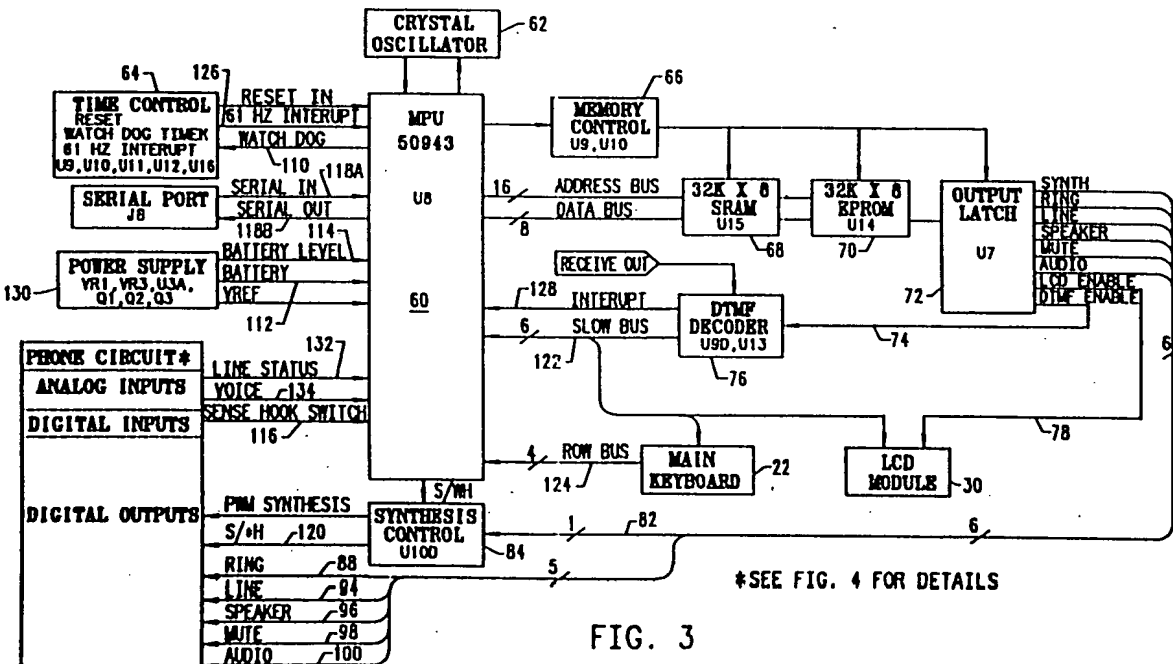 CRYSTAL
OSCILLATOR
62
64
126
TIME CONTROL
RESET
WATCH DOG TIMER
61 HZ INTERUPT
U9,U10,U11,U12,U16
RESET IN
61 HZ INTERUPT
WATCH DOG
110
MPU
50943
U8
60
66
MEMORY
CONTROL
U9,U10
SERIAL PORT
J8
SERIAL IN
118A
SERIAL OUT
118B
114
16
ADDRESS BUS
8
DATA BUS
32K X 8
SRAM
U15
68
32K X 8
EPROM
U14
70
OUTPUT
LATCH
U7
72
SYNTH
RING
LINE
SPEAKER
MUTE
AUDIO
LCD ENABLE
DTMF ENABLE
130
POWER SUPPLY
VR1, VR3, U3A,
Q1, Q2, Q3
BATTERY LEVEL
BATTERY
VREF
112
RECEIVE OUT
128
INTERUPT
6
SLOW BUS
122
DTMF
DECODER
U9D,U13
76
74
6
PHONE CIRCUIT*
ANALOG INPUTS
DIGITAL INPUTS
DIGITAL OUTPUTS
LINE STATUS
132
VOICE
134
SENSE HOOK SWITCH
116
4
ROW BUS
124
MAIN
KEYBOARD
22
LCD
MODULE
30
78
S/WH
PWM SYNTHESIS
S/*H
120
SYNTHESIS
CONTROL
U10D
84
1
82
6
5
RING
88
LINE
94
SPEAKER
96
MUTE
98
AUDIO
100
*SEE FIG. 4 FOR DETAILS
FIG. 3